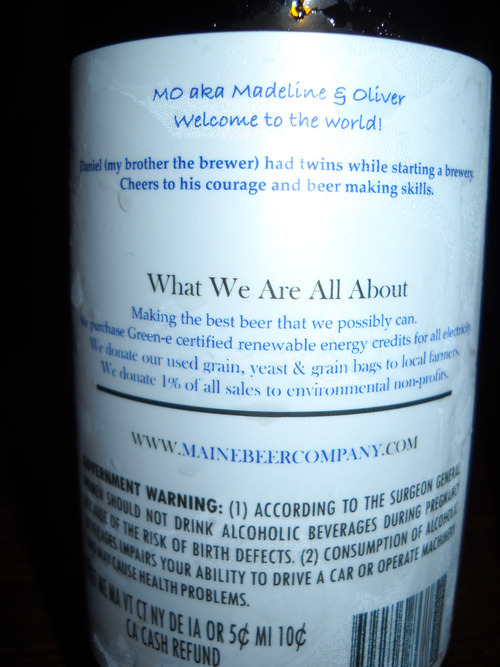 MO aka Madeline & Oliver
Welcome to the world!
Daniel (my brother the brewer) had twins while starting a brewery.
Cheers to his courage and beer making skills.
What We Are All About
Making the best beer that we possibly can.
purchase Green-e certified renewable energy credits for all electricity
We donate our used grain, yeast & grain bags to local farmers.
We donate 1% of all sales to environmental non-profits.
WWW.MAINEBEERCOMPANY.COM
GOVERNMENT WARNING: (1) ACCORDING TO THE SURGEON GENERAL
WOMEN SHOULD NOT DRINK ALCOHOLIC BEVERAGES DURING PREGNANCY
OF THE RISK OF BIRTH DEFECTS. (2) CONSUMPTION OF ALCOHOLIC
BEVERAGES IMPAIRS YOUR ABILITY TO DRIVE A CAR OR OPERATE MACHINERY
AND MAY CAUSE HEALTH PROBLEMS.
ME MA VT CT NY DE IA OR 5¢ MI 10¢
CA CASH REFUND